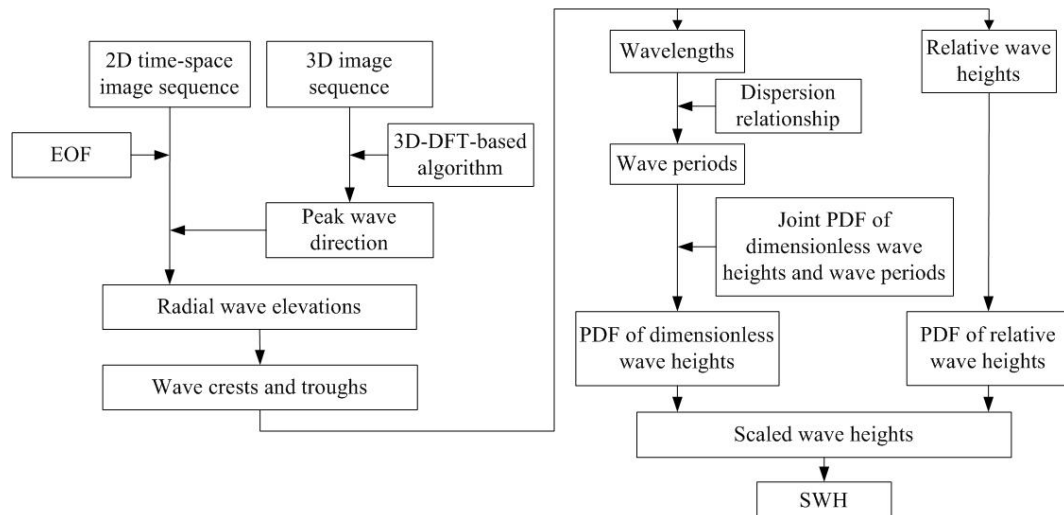 2D time-space
image sequence
3D image
sequence
EOF
3D-DFT-based
algorithm
Peak wave
direction
Radial wave elevations
Wave crests and troughs
Wavelengths
Relative wave
heights
Dispersion
relationship
Wave periods
Joint PDF of
dimensionless wave
heights and wave periods
PDF of dimensionless
wave heights
PDF of relative
wave heights
Scaled wave heights
SWH